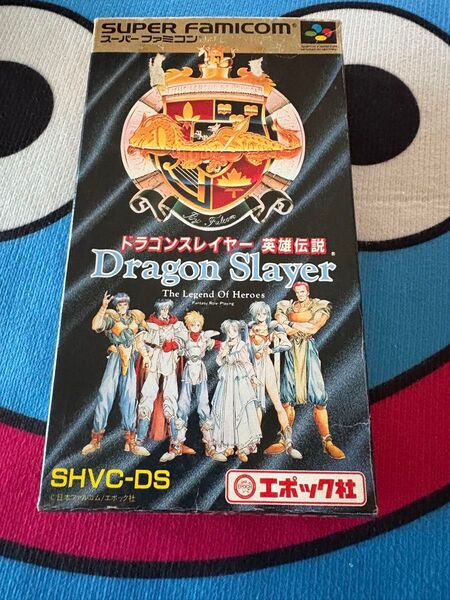 SUPER FAMICOM
スーパーファミコン
By Falcom
ドラゴンスレイヤー 英雄伝説
Dragon Slayer
The Legend Of Heroes
Fantasy Role Playing
SHVC-DS
エポック社
©日本ファルコム/エポック社